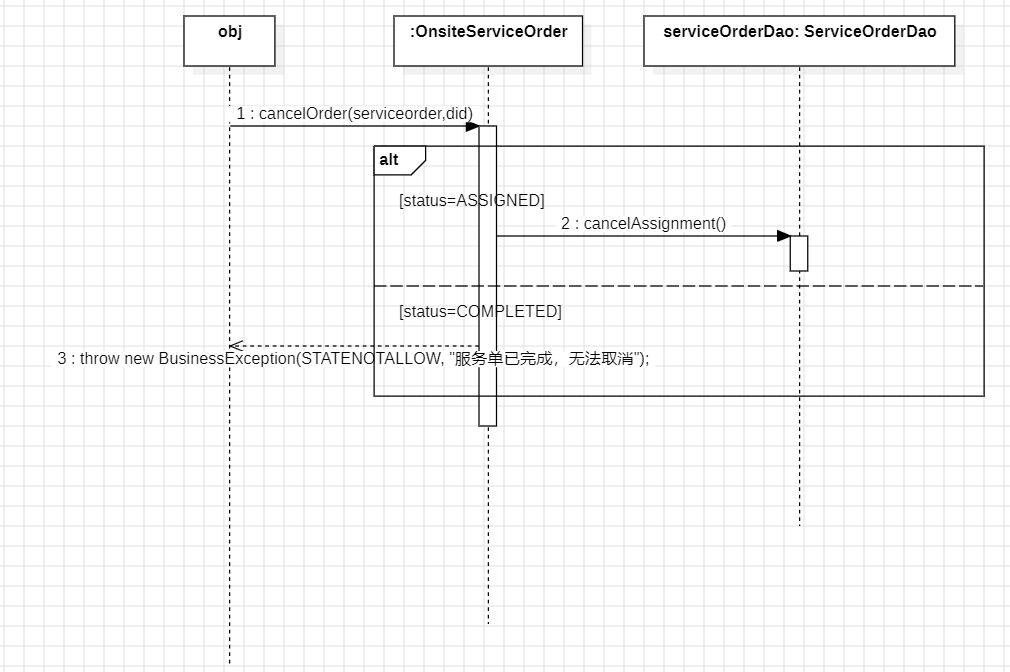 obj
:OnsiteServiceOrder
serviceOrderDao: ServiceOrderDao
1 : cancelOrder(serviceorder,did)
alt
[status=ASSIGNED]
2 : cancelAssignment()
[status=COMPLETED]
3 : throw new BusinessException(STATENOTALLOW, "服务单已完成，无法取消");